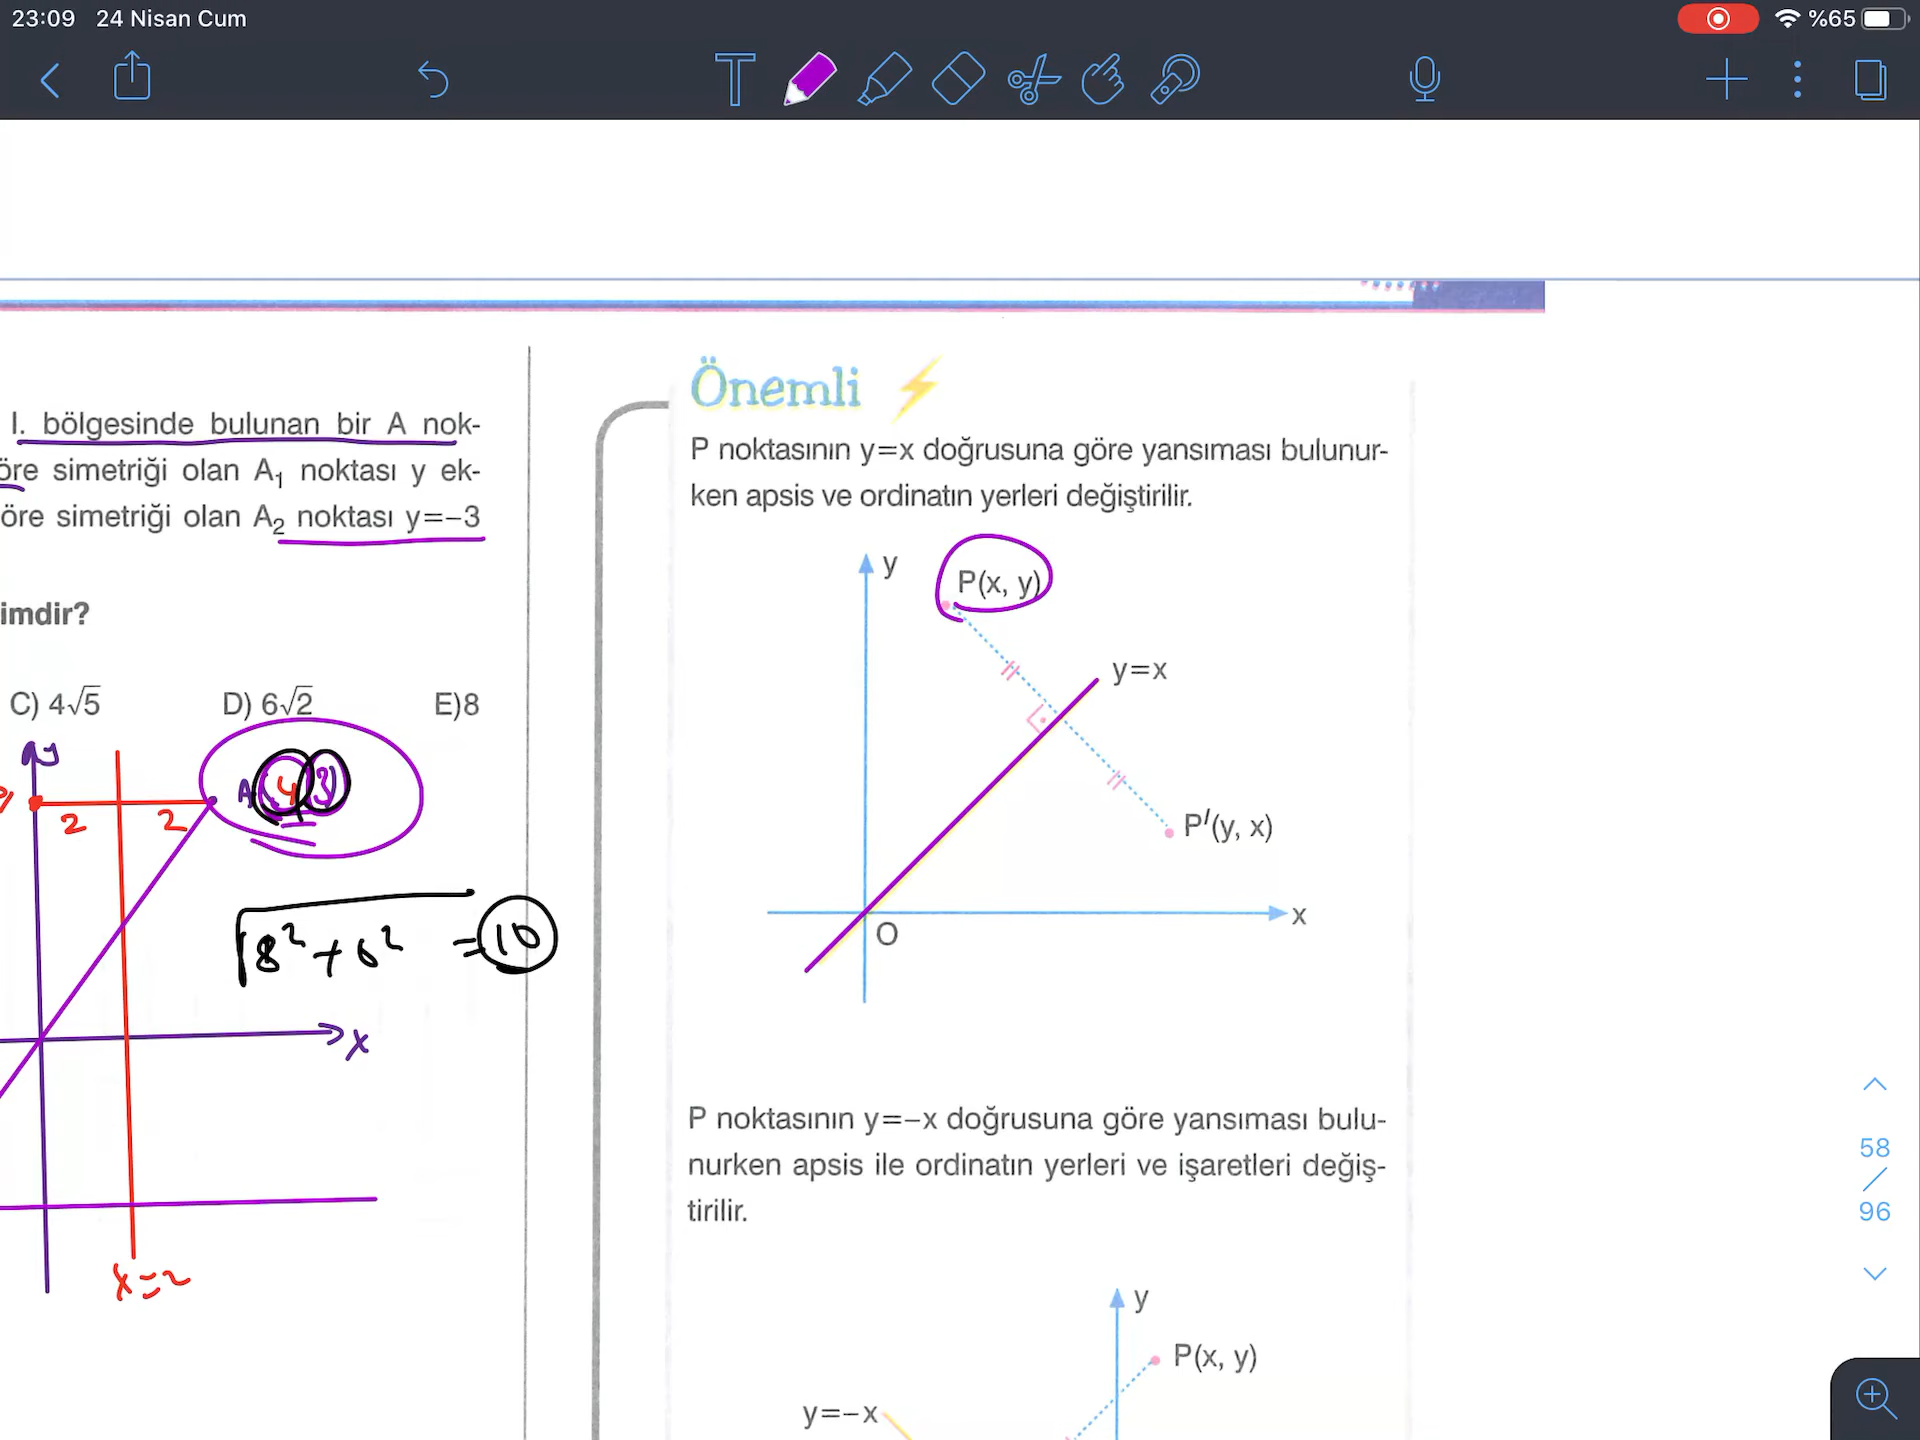 23:09 24 Nisan Cum
%65
I. bölgesinde bulunan bir A nok-
öre simetriği olan A₁ noktası y ek-
öre simetriği olan A₂ noktası y=−3
imdir?
C) 4√5 D) 6√2 E)8
y
A(4,3)
2 2
√8²+6² =10
x
x=2
Önemli
P noktasının y=x doğrusuna göre yansıması bulunur-
ken apsis ve ordinatın yerleri değiştirilir.
y
P(x, y)
y=x
P′(y, x)
x
O
P noktasının y=−x doğrusuna göre yansıması bulu-
nurken apsis ile ordinatın yerleri ve işaretleri değiş-
tirilir.
y
P(x, y)
y=−x
58
/
96